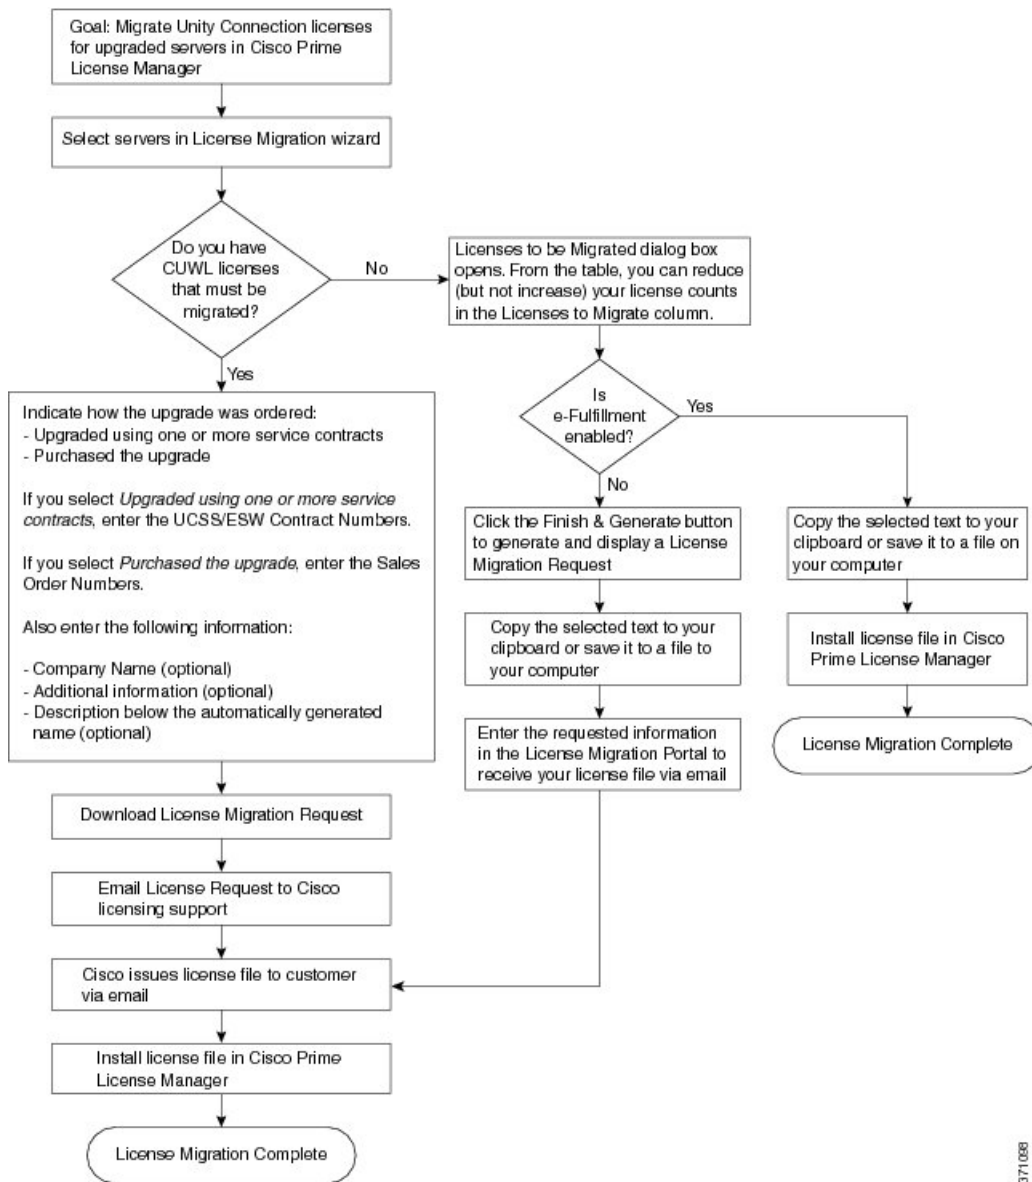 Goal: Migrate Unity Connection licenses
for upgraded servers in Cisco Prime
License Manager
Select servers in License Migration wizard
Do you have
CUWL licenses
that must be
migrated?
No
Licenses to be Migrated dialog box
opens. From the table, you can reduce
(but not increase) your license counts
in the Licenses to Migrate column.
Yes
Is
e-Fulfillment
enabled?
Yes
No
Indicate how the upgrade was ordered:
- Upgraded using one or more service contracts
- Purchased the upgrade
If you select Upgraded using one or more service
contracts, enter the UCSS/ESW Contract Numbers.
If you select Purchased the upgrade, enter the Sales
Order Numbers.
Also enter the following information:
- Company Name (optional)
- Additional information (optional)
- Description below the automatically generated
name (optional)
Click the Finish & Generate button
to generate and display a License
Migration Request
Copy the selected text to your
clipboard or save it to a file on
your computer
Copy the selected text to your
clipboard or save it to a file to
your computer
Install license file in Cisco
Prime License Manager
Enter the requested information
in the License Migration Portal to
receive your license file via email
License Migration Complete
Download License Migration Request
Email License Request to Cisco
licensing support
Cisco issues license file to customer
via email
Install license file in Cisco Prime
License Manager
License Migration Complete
371098